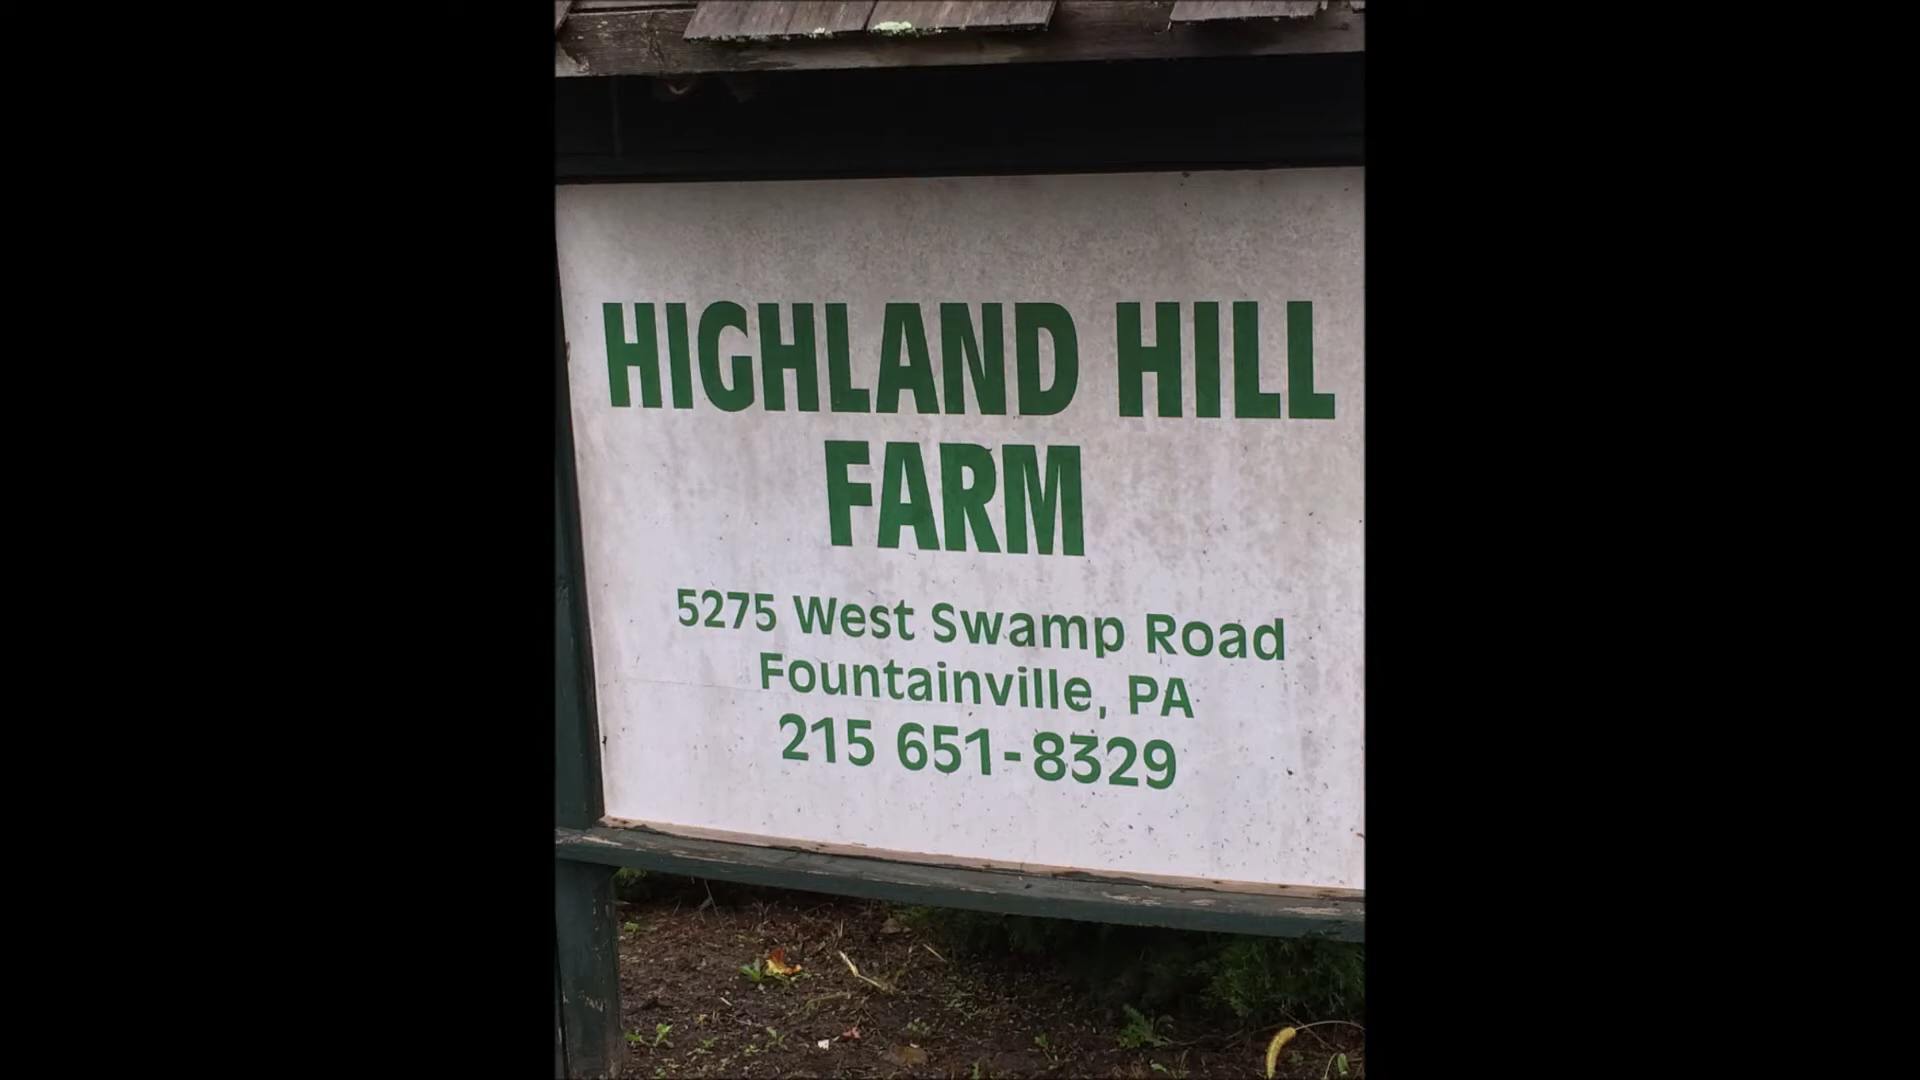 HIGHLAND HILL
FARM
5275 West Swamp Road
Fountainville, PA
215 651-8329